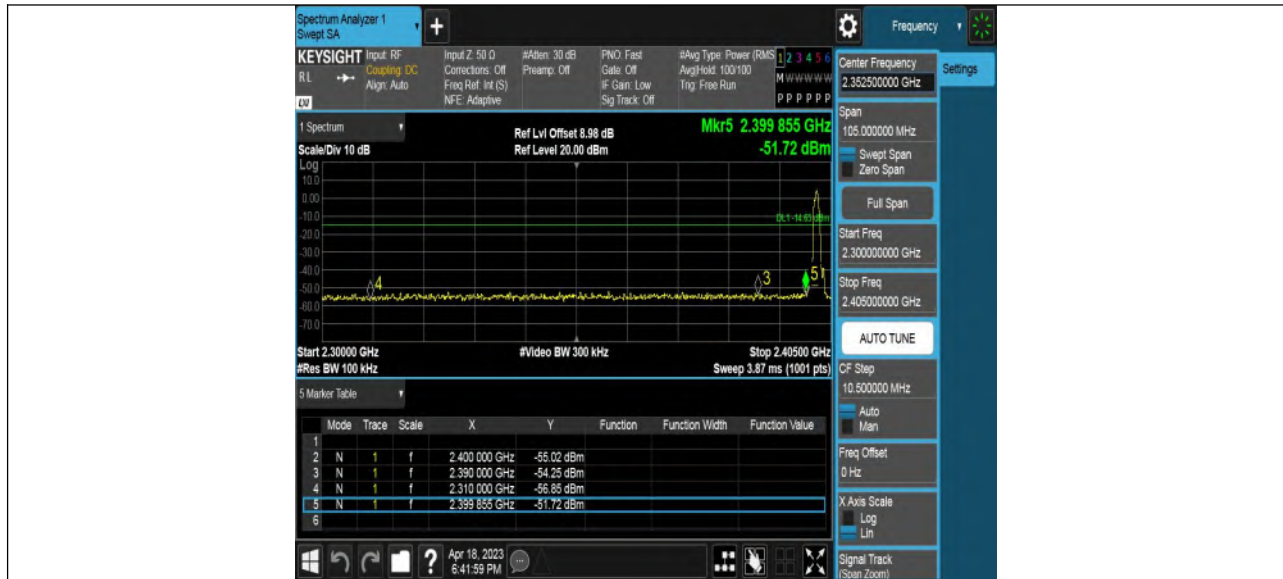 Spectrum Analyzer 1
Swept SA
+
Frequency
KEYSIGHT
RL
LXI
Input: RF
Coupling: DC
Align: Auto
Input Z: 50 Ω
Corrections: Off
Freq Ref: Int (S)
NFE: Adaptive
#Atten: 30 dB
Preamp: Off
PNO: Fast
Gate: Off
IF Gain: Low
Sig Track: Off
#Avg Type: Power (RMS
Avg|Hold: 100/100
Trig: Free Run
1 2 3 4 5 6
M W W W W W
P P P P P P
Center Frequency
2.352500000 GHz
Settings
1 Spectrum
Scale/Div 10 dB
Ref Lvl Offset 8.98 dB
Ref Level 20.00 dBm
Mkr5 2.399 855 GHz
-51.72 dBm
Span
105.000000 MHz
Swept Span
Zero Span
Full Span
Log
10.0
0.00
-10.0
-20.0
-30.0
-40.0
-50.0
-60.0
-70.0
DL1 -14.65 dBm
4
3
5
Start Freq
2.300000000 GHz
Stop Freq
2.405000000 GHz
AUTO TUNE
Start 2.30000 GHz
#Res BW 100 kHz
#Video BW 300 kHz
Stop 2.40500 GHz
Sweep 3.87 ms (1001 pts)
CF Step
10.500000 MHz
Auto
Man
5 Marker Table
Mode Trace Scale X Y Function Function Width Function Value
1
2 N 1 f 2.400 000 GHz -55.02 dBm
3 N 1 f 2.390 000 GHz -54.25 dBm
4 N 1 f 2.310 000 GHz -56.85 dBm
5 N 1 f 2.399 855 GHz -51.72 dBm
6
Freq Offset
0 Hz
X Axis Scale
Log
Lin
Signal Track
(Span Zoom)
?
Apr 18, 2023
6:41:59 PM